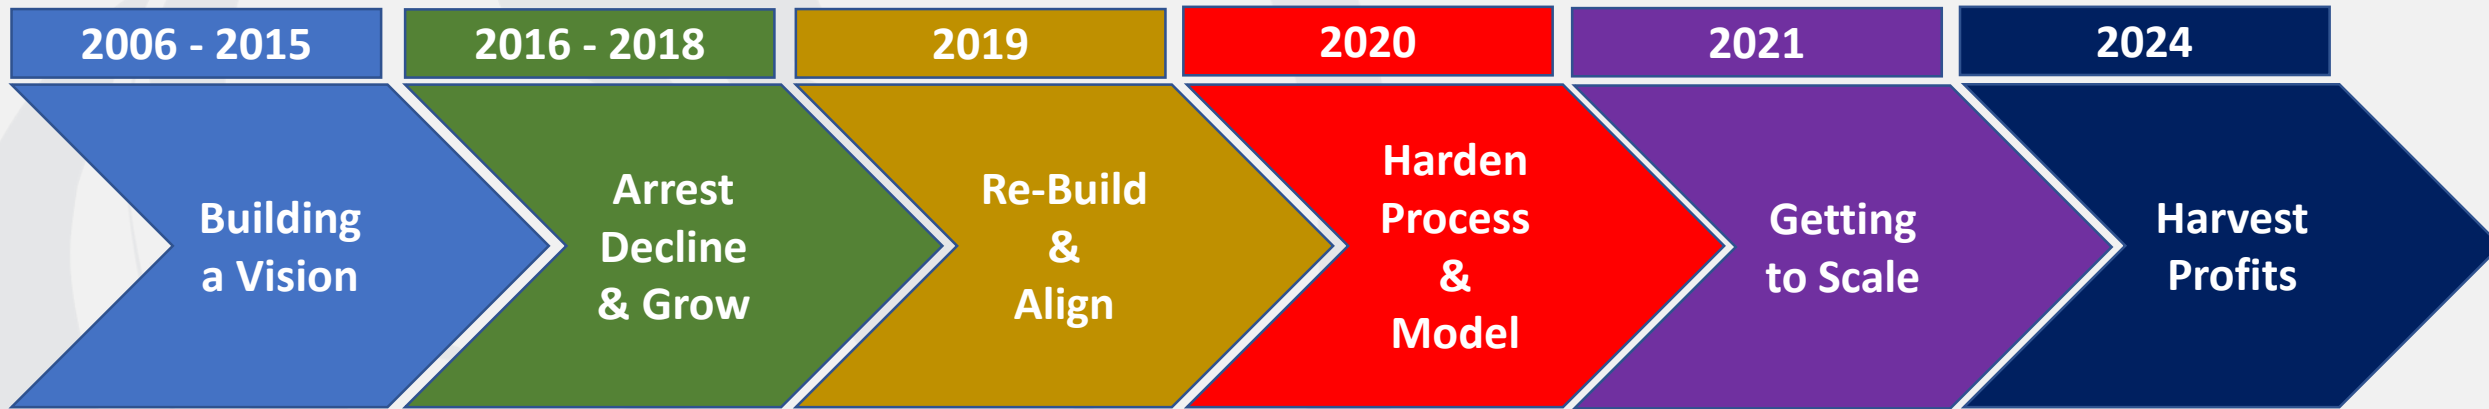 2006 - 2015
2016 - 2018
2019
2020
2021
2024
Building
a Vision
Arrest
Decline
& Grow
Re-Build
&
Align
Harden
Process
&
Model
Getting
to Scale
Harvest
Profits